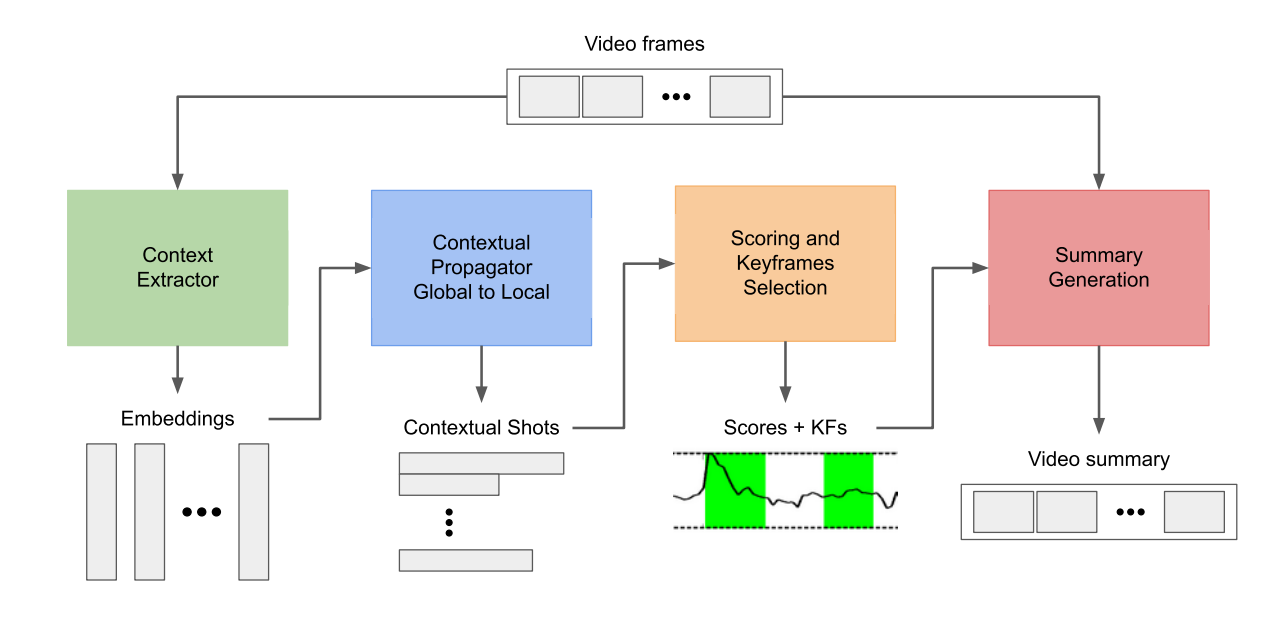 Video frames
Context
Extractor
Contextual
Propagator
Global to Local
Scoring and
Keyframes
Selection
Summary
Generation
Embeddings
Contextual Shots
Scores + KFs
Video summary